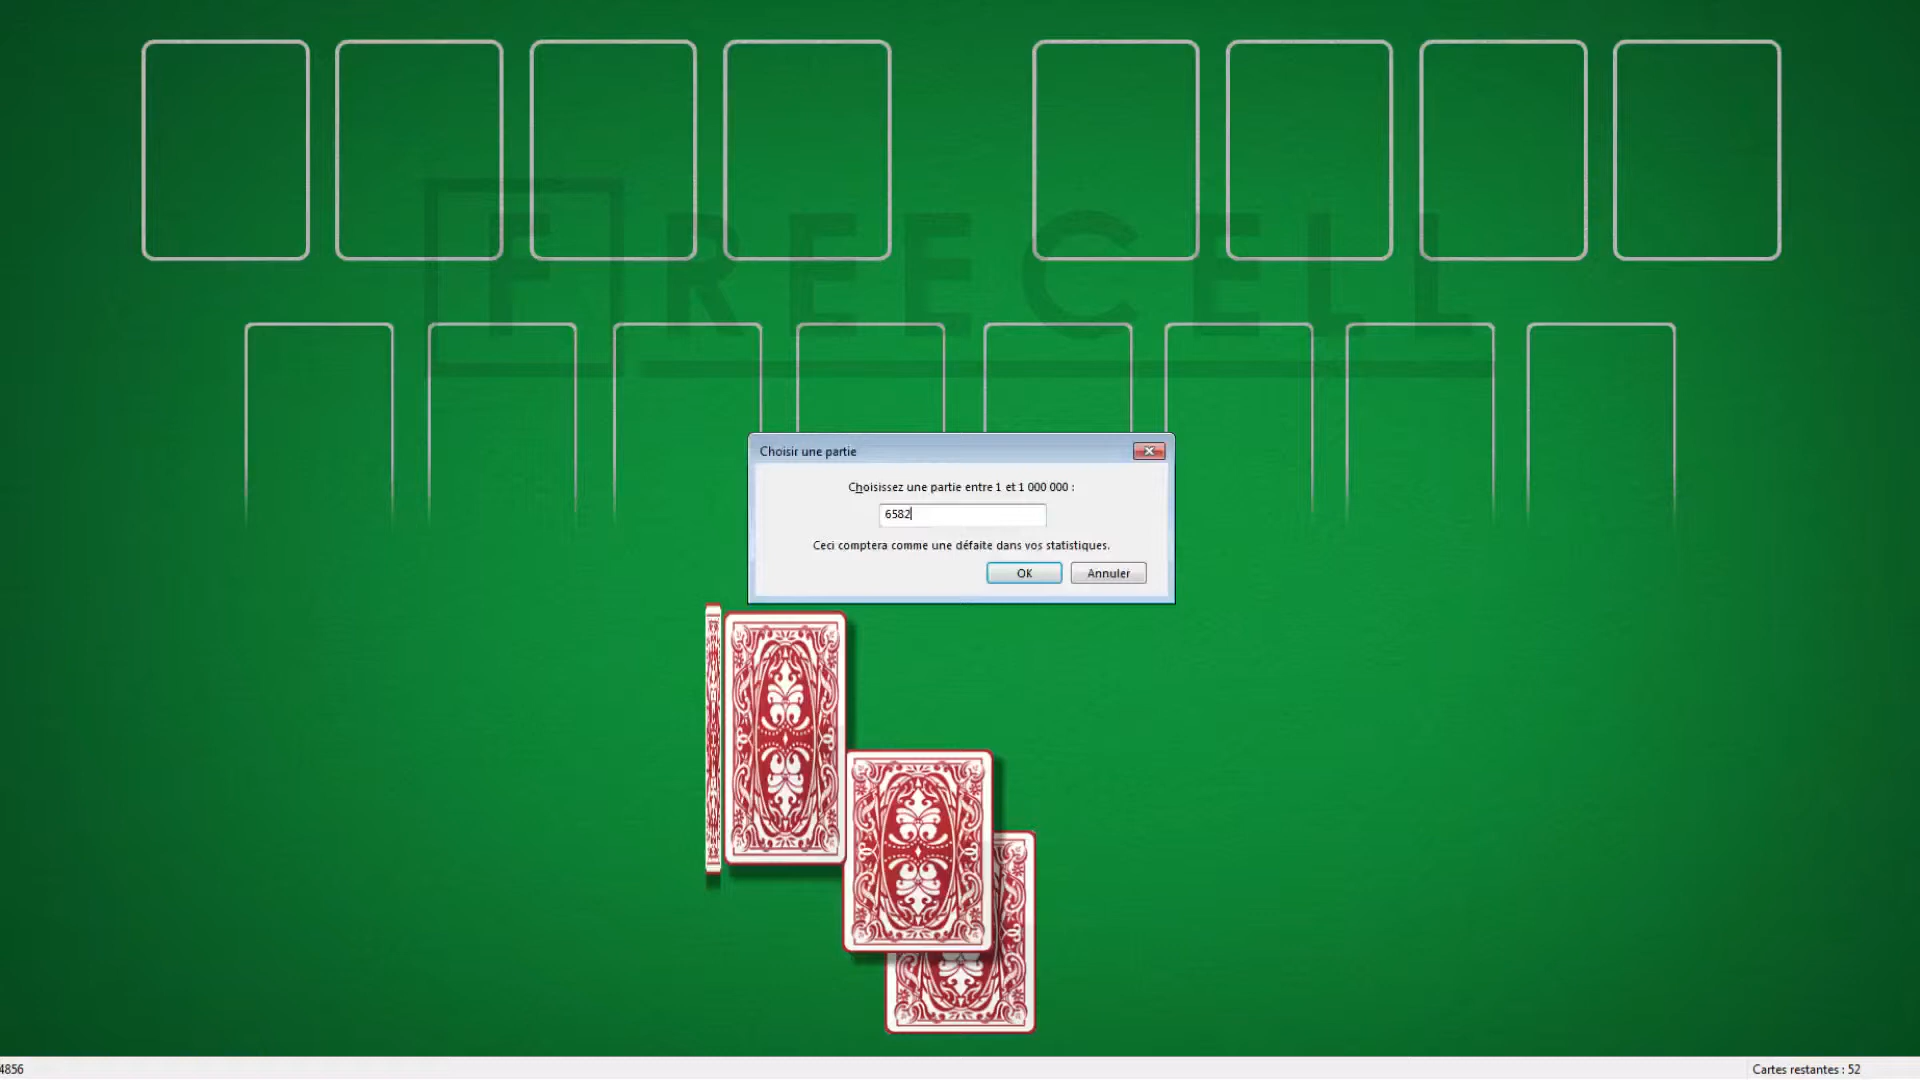 FREECELL
Choisir une partie
Choisissez une partie entre 1 et 1 000 000 :
6582
Ceci comptera comme une défaite dans vos statistiques.
OK
Annuler
4856
Cartes restantes : 52